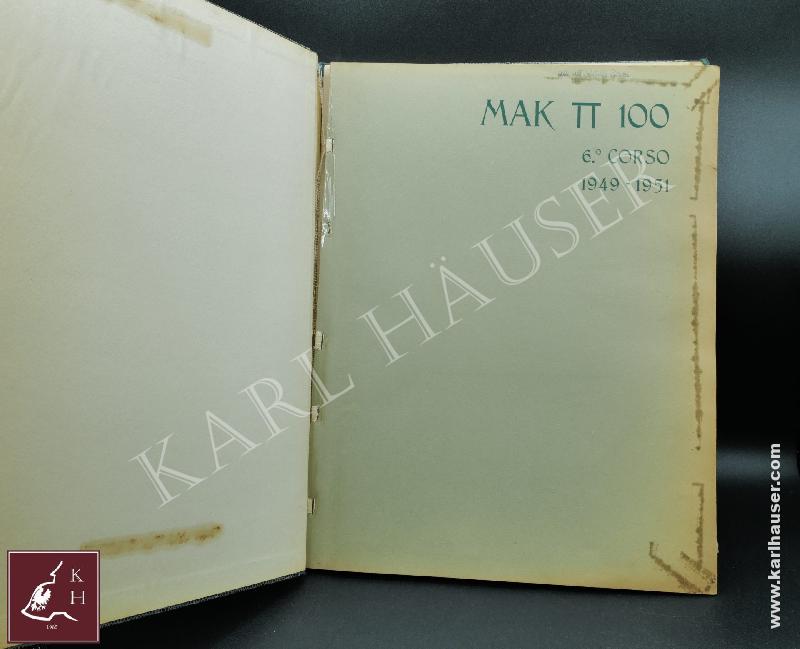 MAK π 100
6.º CORSO
1949-1951
KARL HÄUSER
K
H
www.karlhauser.com